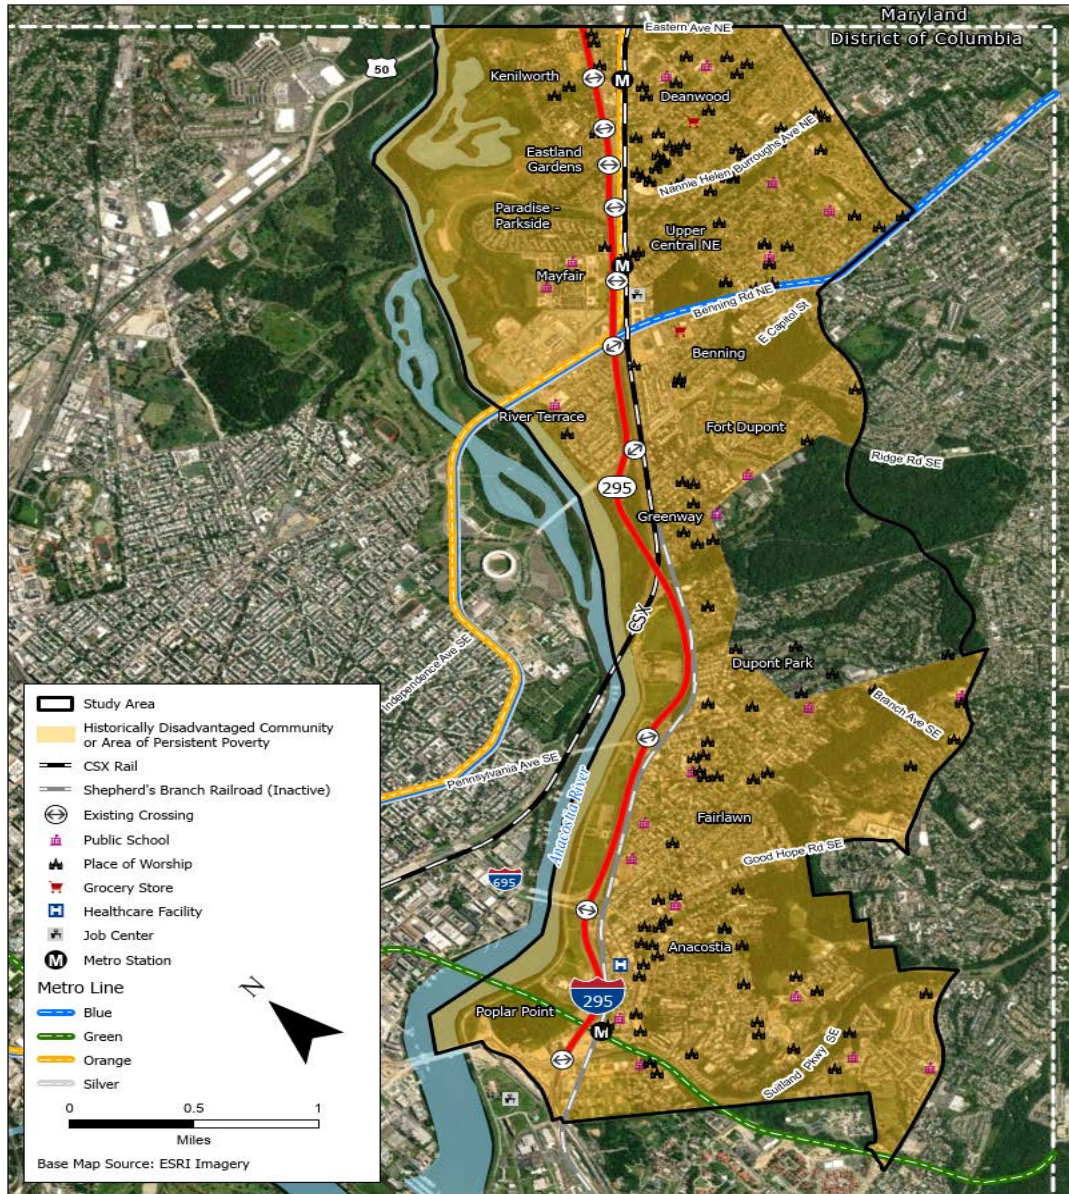 Maryland
District of Columbia
Eastern Ave NE
50
Kenilworth
M
Deanwood
Eastland
Gardens
Nannie Helen Burroughs Ave NE
Paradise -
Parkside
Upper
Central NE
M
Mayfair
Benning Rd NE
E Capitol St
Benning
River Terrace
Fort Dupont
Ridge Rd SE
295
Greenway
CSX
Independence Ave SE
Dupont Park
Branch Ave SE
Pennsylvania Ave SE
Anacostia River
Fairlawn
Good Hope Rd SE
695
Anacostia
H
295
Poplar Point
M
Suitland Pkwy SE
Study Area
Historically Disadvantaged Community
or Area of Persistent Poverty
CSX Rail
Shepherd's Branch Railroad (Inactive)
Existing Crossing
Public School
Place of Worship
Grocery Store
H
Healthcare Facility
Job Center
M
Metro Station
N
Metro Line
Blue
Green
Orange
Silver
0 0.5 1
Miles
Base Map Source: ESRI Imagery